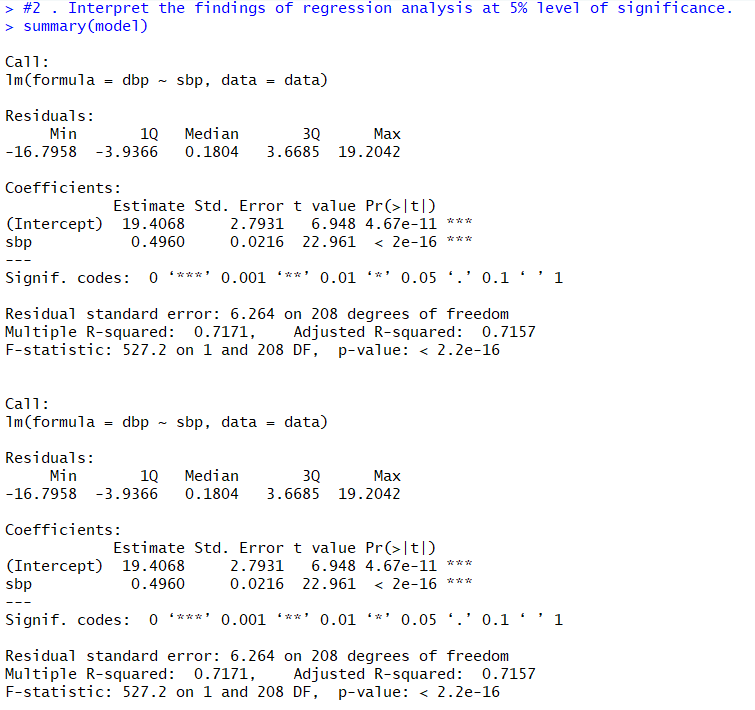 > #2 . Interpret the findings of regression analysis at 5% level of significance.
> summary(model)

Call:
lm(formula = dbp ~ sbp, data = data)

Residuals:
     Min       1Q   Median       3Q      Max
-16.7958  -3.9366   0.1804   3.6685  19.2042

Coefficients:
            Estimate Std. Error t value Pr(>|t|)
(Intercept)  19.4068     2.7931   6.948 4.67e-11 ***
sbp           0.4960     0.0216  22.961  < 2e-16 ***
---
Signif. codes:  0 ‘***’ 0.001 ‘**’ 0.01 ‘*’ 0.05 ‘.’ 0.1 ‘ ’ 1

Residual standard error: 6.264 on 208 degrees of freedom
Multiple R-squared:  0.7171,    Adjusted R-squared:  0.7157
F-statistic: 527.2 on 1 and 208 DF,  p-value: < 2.2e-16


Call:
lm(formula = dbp ~ sbp, data = data)

Residuals:
     Min       1Q   Median       3Q      Max
-16.7958  -3.9366   0.1804   3.6685  19.2042

Coefficients:
            Estimate Std. Error t value Pr(>|t|)
(Intercept)  19.4068     2.7931   6.948 4.67e-11 ***
sbp           0.4960     0.0216  22.961  < 2e-16 ***
---
Signif. codes:  0 ‘***’ 0.001 ‘**’ 0.01 ‘*’ 0.05 ‘.’ 0.1 ‘ ’ 1

Residual standard error: 6.264 on 208 degrees of freedom
Multiple R-squared:  0.7171,    Adjusted R-squared:  0.7157
F-statistic: 527.2 on 1 and 208 DF,  p-value: < 2.2e-16